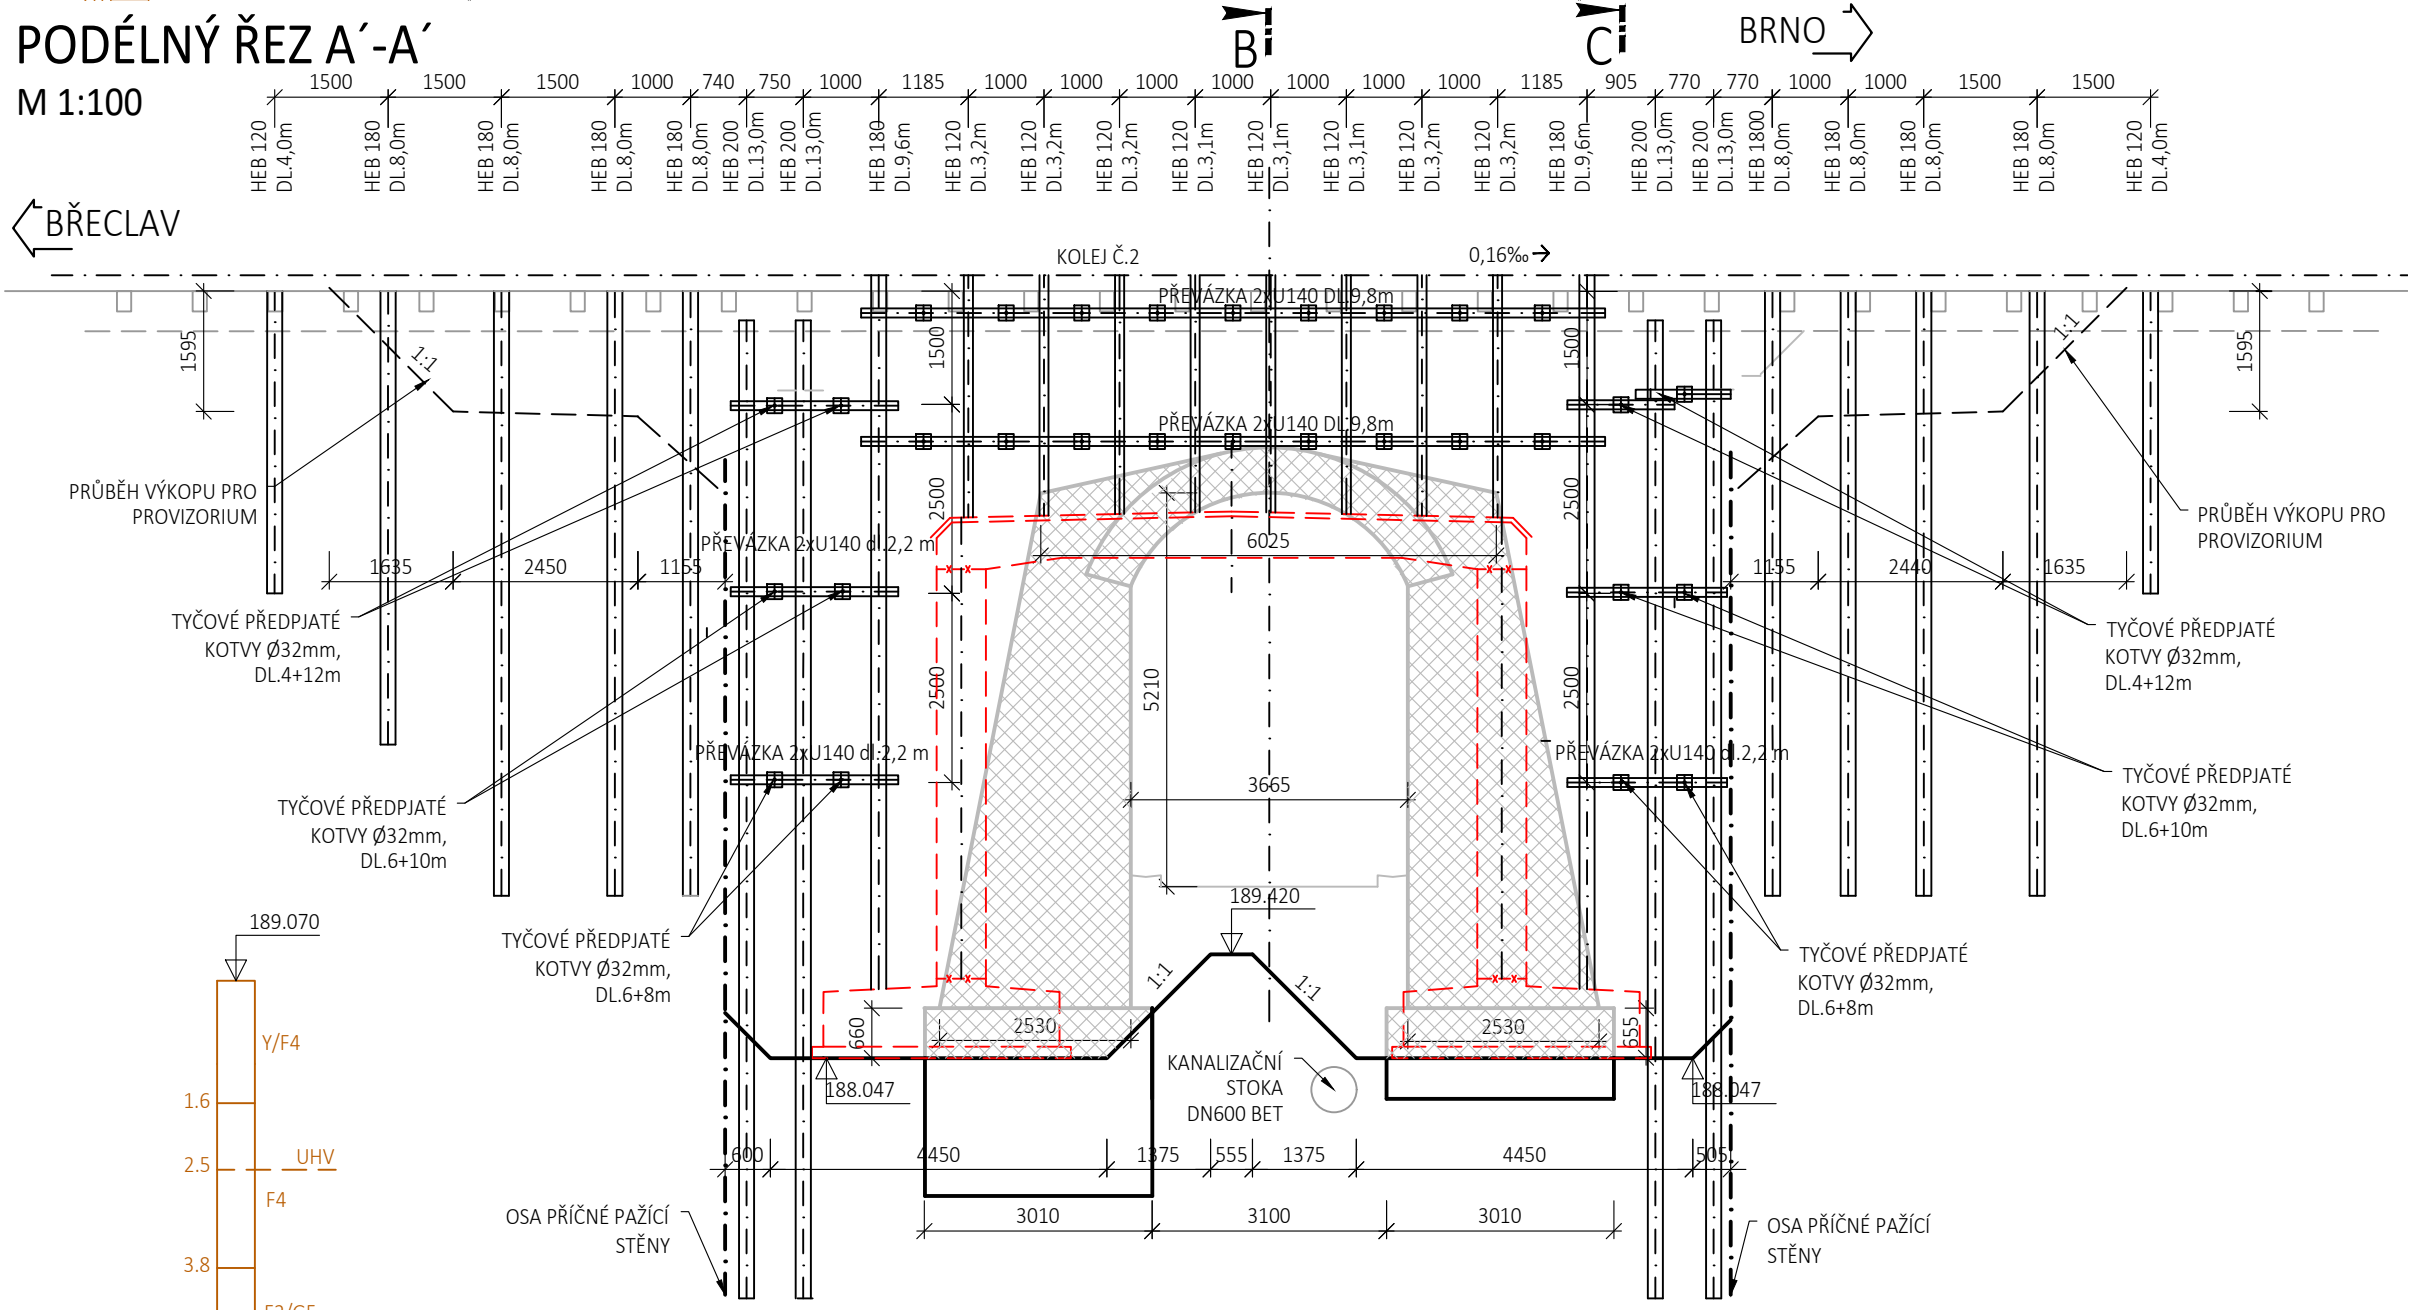 PODÉLNÝ ŘEZ A´-A´
M 1:100
B
C
BRNO
BŘECLAV
1500
1500
1500
1000
740
750
1000
1185
1000
1000
1000
1000
1000
1000
1000
1185
905
770
770
1000
1000
1500
1500
HEB 120
DL.4,0m
HEB 180
DL.8,0m
HEB 180
DL.8,0m
HEB 180
DL.8,0m
HEB 180
DL.8,0m
HEB 200
DL.13,0m
HEB 200
DL.13,0m
HEB 180
DL.9,6m
HEB 120
DL.3,2m
HEB 120
DL.3,2m
HEB 120
DL.3,2m
HEB 120
DL.3,1m
HEB 120
DL.3,1m
HEB 120
DL.3,1m
HEB 120
DL.3,2m
HEB 120
DL.3,2m
HEB 180
DL.9,6m
HEB 200
DL.13,0m
HEB 200
DL.13,0m
HEB 1800
DL.8,0m
HEB 180
DL.8,0m
HEB 180
DL.8,0m
HEB 180
DL.8,0m
HEB 120
DL.4,0m
KOLEJ Č.2
0,16‰
PŘEVÁZKA 2xU140 DL.9,8m
1595
1:1
1500
1500
1:1
1595
PŘEVÁZKA 2xU140 DL.9,8m
PRŮBĚH VÝKOPU PRO
PROVIZORIUM
2500
2500
PRŮBĚH VÝKOPU PRO
PROVIZORIUM
PŘEVÁZKA 2xU140 dl.2,2 m
6025
1635
2450
1155
1155
2440
1635
TYČOVÉ PŘEDPJATÉ
KOTVY Ø32mm,
DL.4+12m
TYČOVÉ PŘEDPJATÉ
KOTVY Ø32mm,
DL.4+12m
2500
5210
2500
PŘEVÁZKA 2xU140 dl.2,2 m
PŘEVÁZKA 2xU140 dl.2,2 m
3665
TYČOVÉ PŘEDPJATÉ
KOTVY Ø32mm,
DL.6+10m
TYČOVÉ PŘEDPJATÉ
KOTVY Ø32mm,
DL.6+10m
189.420
189.070
TYČOVÉ PŘEDPJATÉ
KOTVY Ø32mm,
DL.6+8m
TYČOVÉ PŘEDPJATÉ
KOTVY Ø32mm,
DL.6+8m
1:1
1:1
660
2530
2530
655
Y/F4
KANALIZAČNÍ
STOKA
DN600 BET
188.047
188.047
1.6
2.5
UHV
F4
3.8
600
4450
1375
555
1375
4450
505
3010
3100
3010
OSA PŘÍČNÉ PAŽÍCÍ
STĚNY
OSA PŘÍČNÉ PAŽÍCÍ
STĚNY